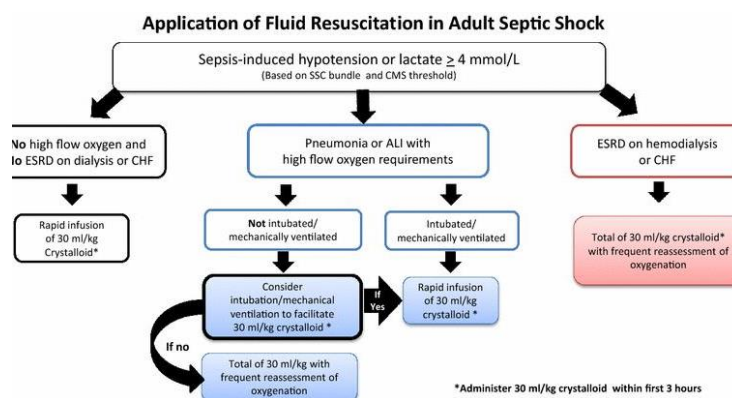 Application of Fluid Resuscitation in Adult Septic Shock
Sepsis-induced hypotension or lactate ≥ 4 mmol/L
(Based on SSC bundle and CMS threshold)
No high flow oxygen and
No ESRD on dialysis or CHF
Pneumonia or ALI with
high flow oxygen requirements
ESRD on hemodialysis
or CHF
Rapid infusion
of 30 ml/kg
Crystalloid*
Not intubated/
mechanically ventilated
Intubated/
mechanically ventilated
Total of 30 ml/kg crystalloid*
with frequent reassessment of
oxygenation
Consider
intubation/mechanical
ventilation to facilitate
30 ml/kg crystalloid *
If
Yes
Rapid infusion
of 30 ml/kg
crystalloid *
If no
Total of 30 ml/kg with
frequent reassessment of
oxygenation
*Administer 30 ml/kg crystalloid within first 3 hours